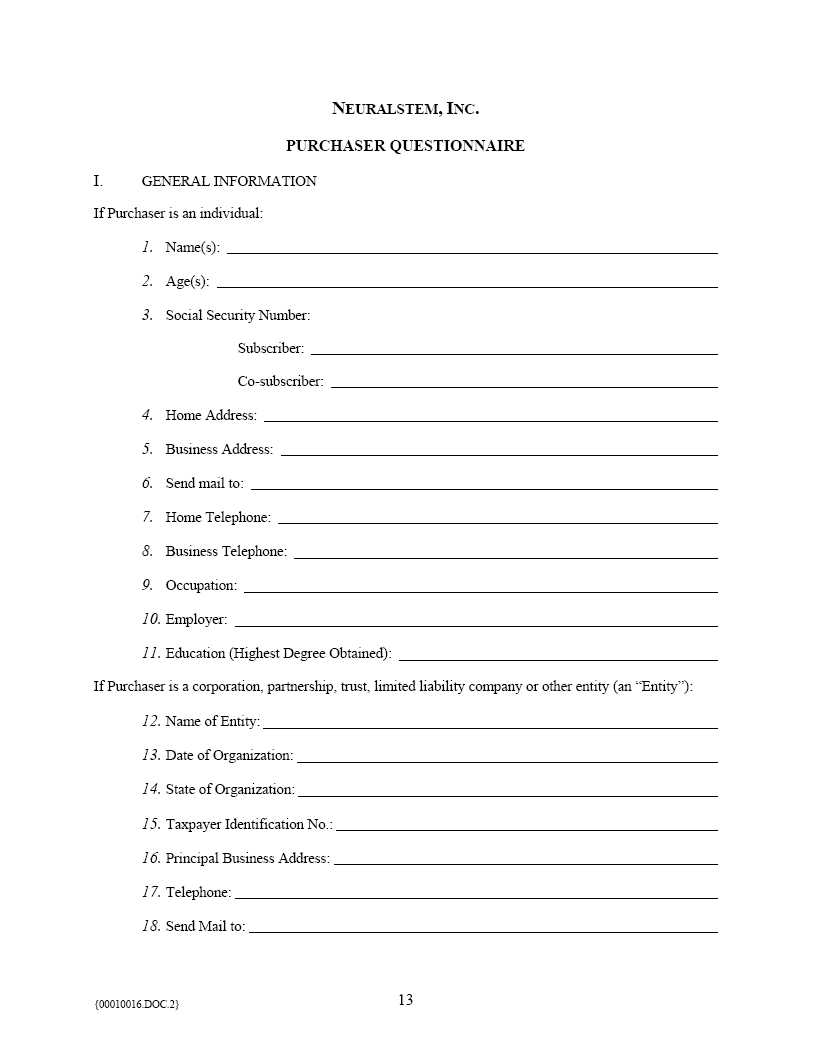 NEURALSTEM, INC.
PURCHASER QUESTIONNAIRE
I. GENERAL INFORMATION
If Purchaser is an individual:
1. Name(s):
2. Age(s):
3. Social Security Number:
Subscriber:
Co-subscriber:
4. Home Address:
5. Business Address:
6. Send mail to:
7. Home Telephone:
8. Business Telephone:
9. Occupation:
10. Employer:
11. Education (Highest Degree Obtained):
If Purchaser is a corporation, partnership, trust, limited liability company or other entity (an “Entity”):
12. Name of Entity:
13. Date of Organization:
14. State of Organization:
15. Taxpayer Identification No.:
16. Principal Business Address:
17. Telephone:
18. Send Mail to:
{00010016.DOC.2} 13